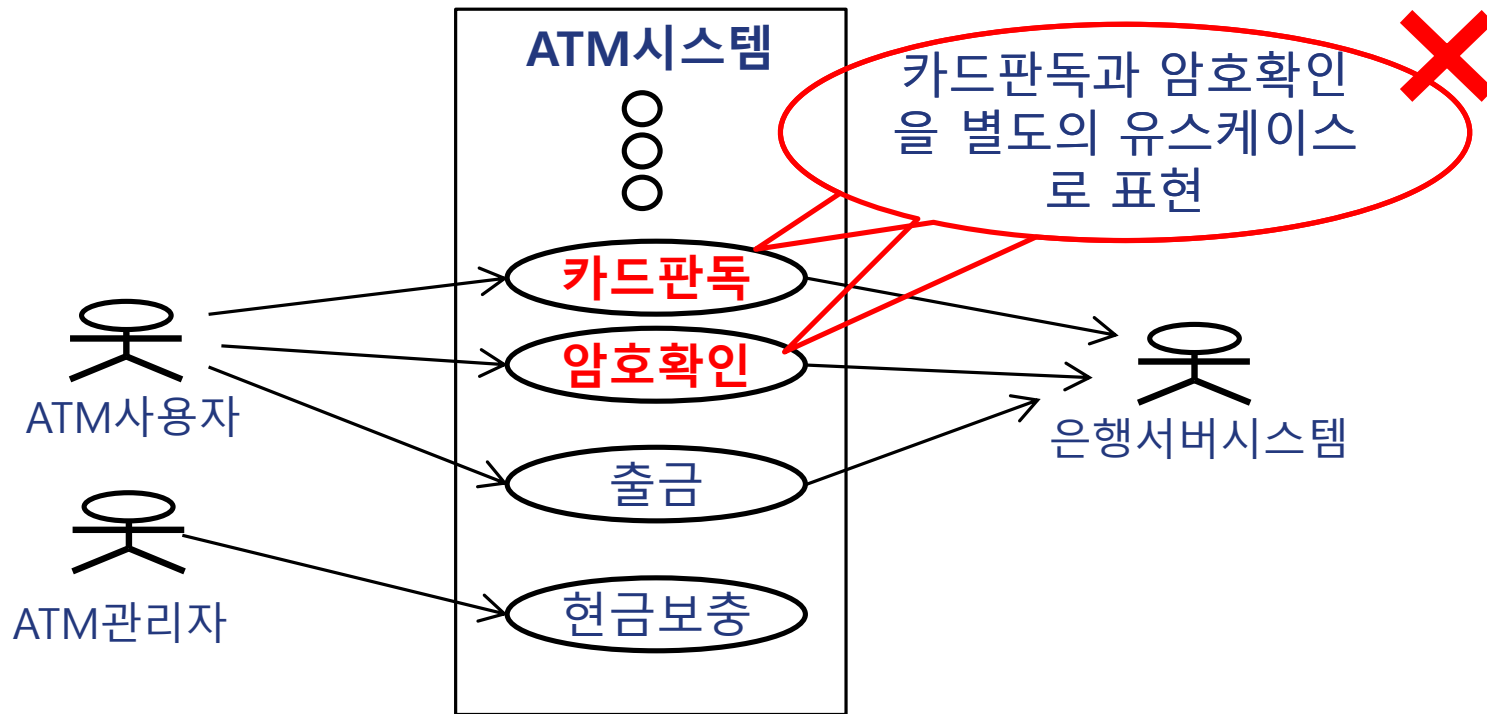 ATM시스템
카드판독과 암호확인
을 별도의 유스케이스
로 표현
카드판독
암호확인
ATM사용자
은행서버시스템
출금
현금보충
ATM관리자